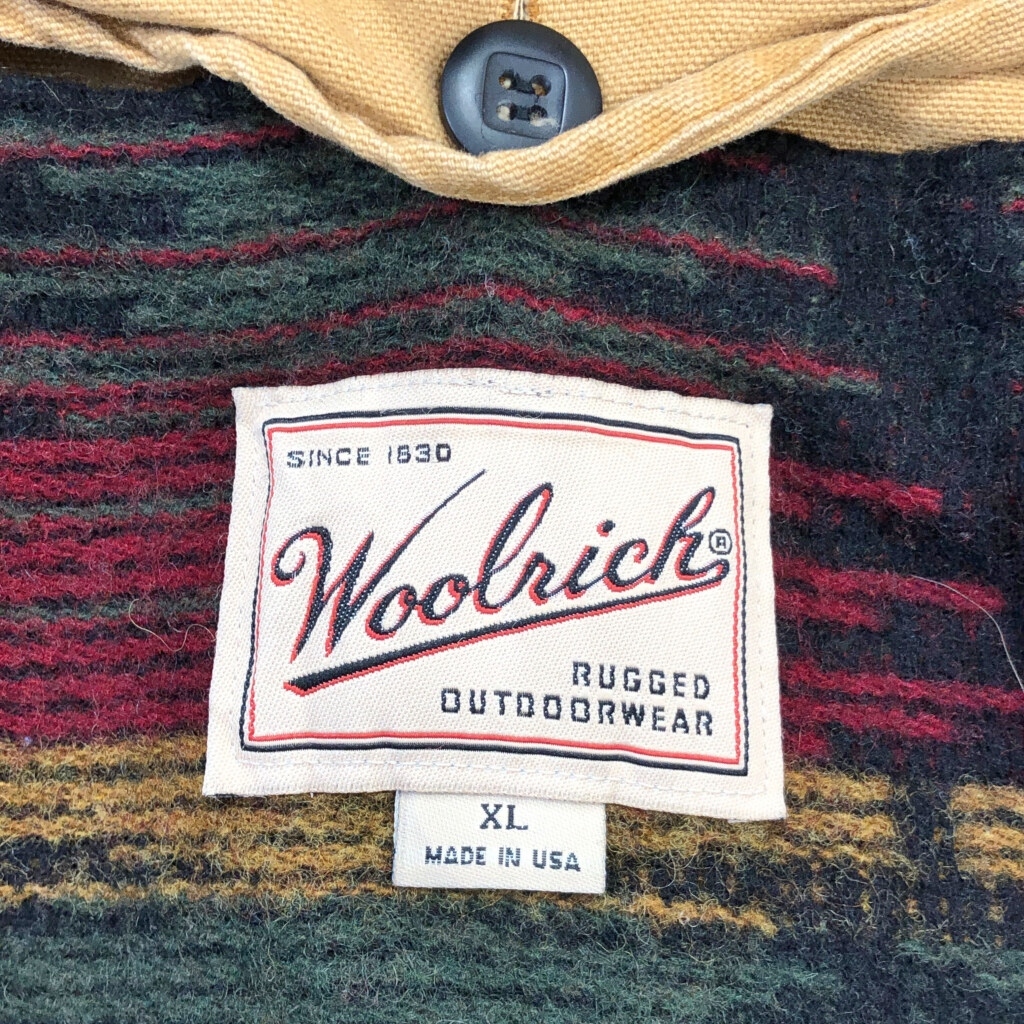 SINCE 1830
Woolrich®
RUGGED
OUTDOORWEAR
XL
MADE IN USA